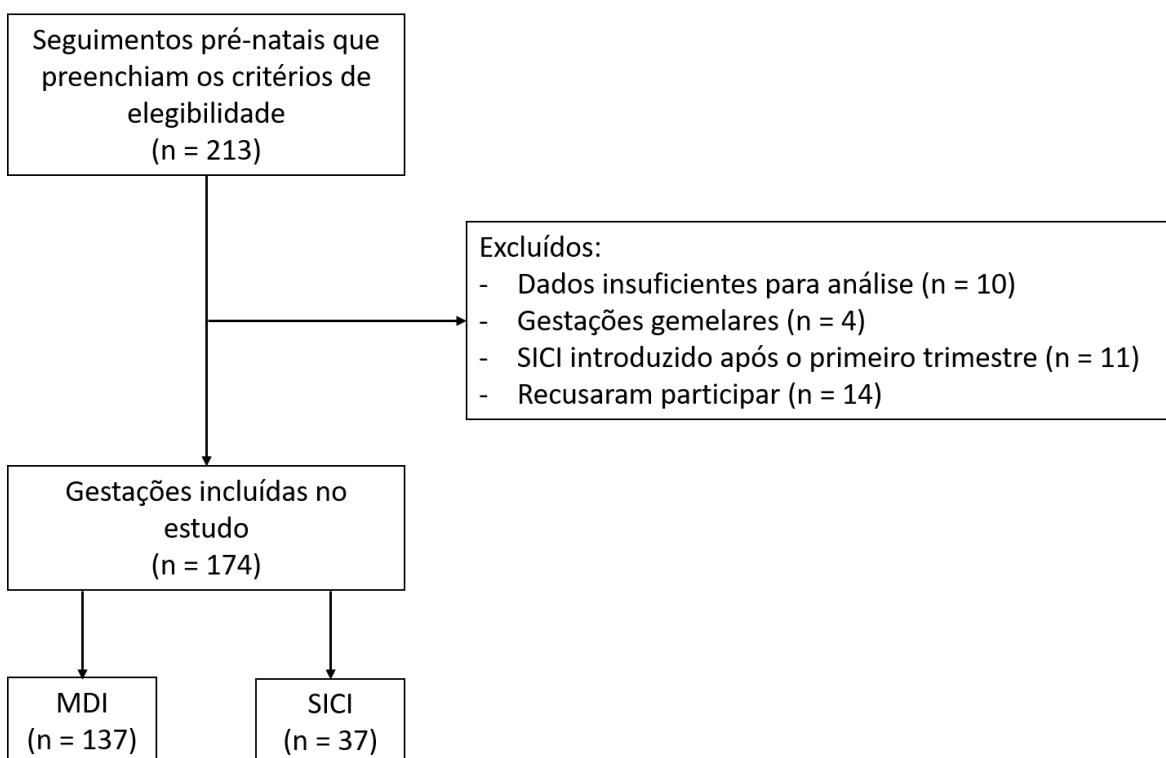 Seguimentos pré-natais que
preenchiam os critérios de
elegibilidade
(n = 213)
Excluídos:
- Dados insuficientes para análise (n = 10)
- Gestações gemelares (n = 4)
- SICI introduzido após o primeiro trimestre (n = 11)
- Recusaram participar (n = 14)
Gestações incluídas no
estudo
(n = 174)
MDI
(n = 137)
SICI
(n = 37)